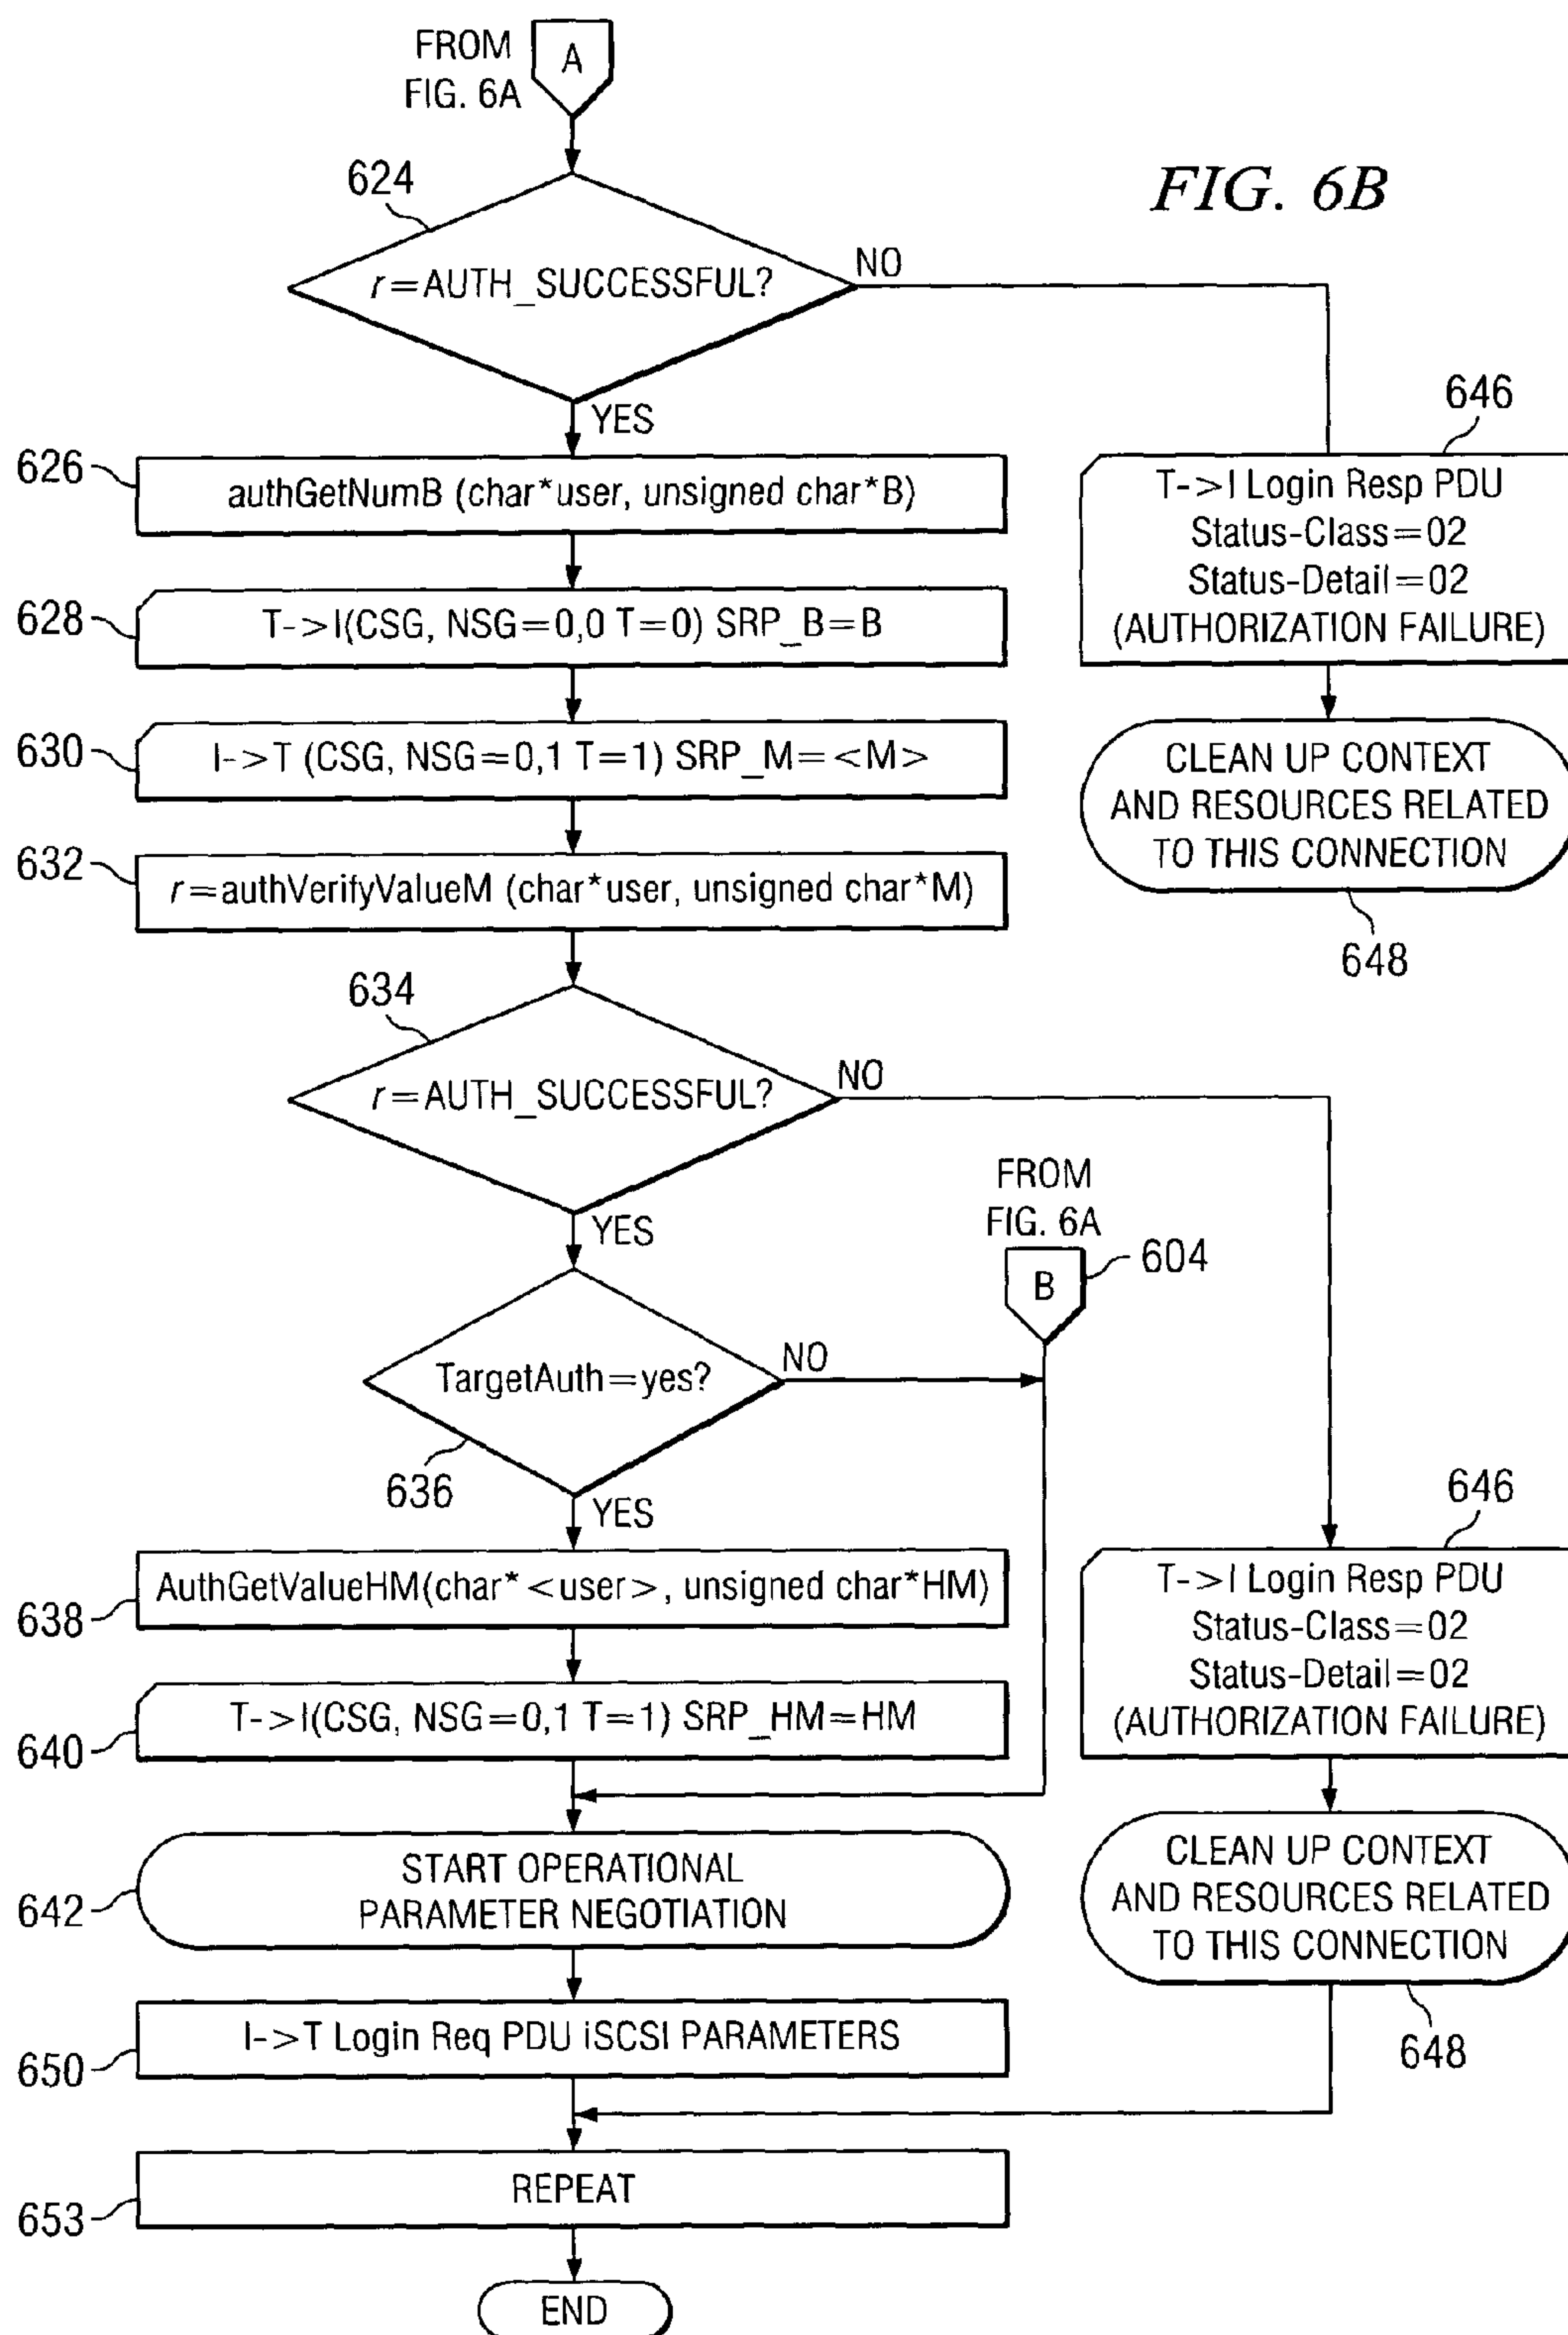 FROM
FIG. 6A
A
FIG. 6B
624
r=AUTH_SUCCESSFUL?
NO
YES
626
authGetNumB (char*user, unsigned char*B)
628
T->I(CSG, NSG=0,0 T=0) SRP_B=B
630
I->T (CSG, NSG=0,1 T=1) SRP_M=<M>
632
r=authVerifyValueM (char*user, unsigned char*M)
646
T->I Login Resp PDU
Status-Class=02
Status-Detail=02
(AUTHORIZATION FAILURE)
CLEAN UP CONTEXT
AND RESOURCES RELATED
TO THIS CONNECTION
648
634
r=AUTH_SUCCESSFUL?
NO
YES
FROM
FIG. 6A
B
604
TargetAuth=yes?
NO
636
YES
638
AuthGetValueHM(char* <user>, unsigned char*HM)
640
T->I(CSG, NSG=0,1 T=1) SRP_HM=HM
646
T->I Login Resp PDU
Status-Class=02
Status-Detail=02
(AUTHORIZATION FAILURE)
CLEAN UP CONTEXT
AND RESOURCES RELATED
TO THIS CONNECTION
648
642
START OPERATIONAL
PARAMETER NEGOTIATION
650
I->T Login Req PDU iSCSI PARAMETERS
653
REPEAT
END